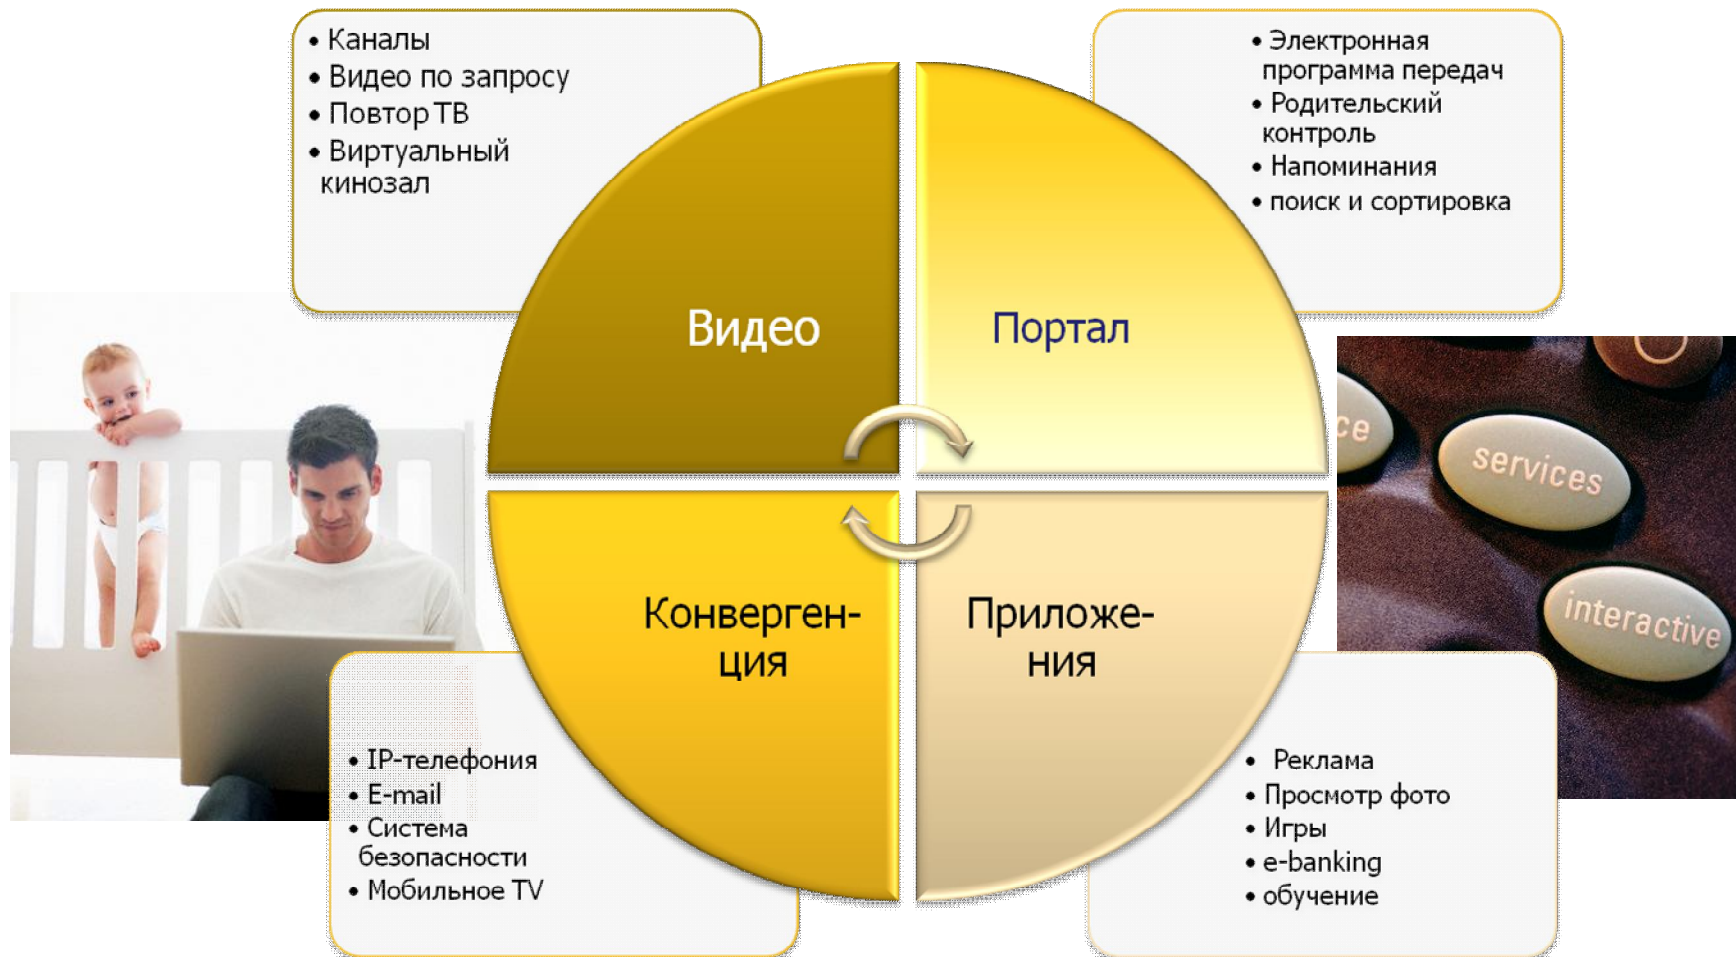 • Каналы
• Видео по запросу
• Повтор ТВ
• Виртуальный
кинозал
• Электронная
программа передач
• Родительский
контроль
• Напоминания
• поиск и сортировка
Видео
Портал
Конверген-
ция
Приложе-
ния
• IP-телефония
• E-mail
• Система
безопасности
• Мобильное TV
• Реклама
• Просмотр фото
• Игры
• e-banking
• обучение
ce
services
interactive